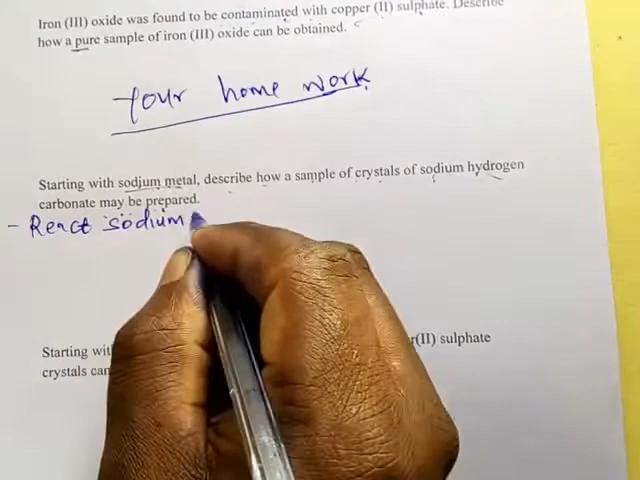 Iron (III) oxide was found to be contaminated with copper (II) sulphate. Describe
how a pure sample of iron (III) oxide can be obtained.
Your home work
Starting with sodium metal, describe how a sample of crystals of sodium hydrogen
carbonate may be prepared.
- React sodium
Starting (II) sulphate
crystals